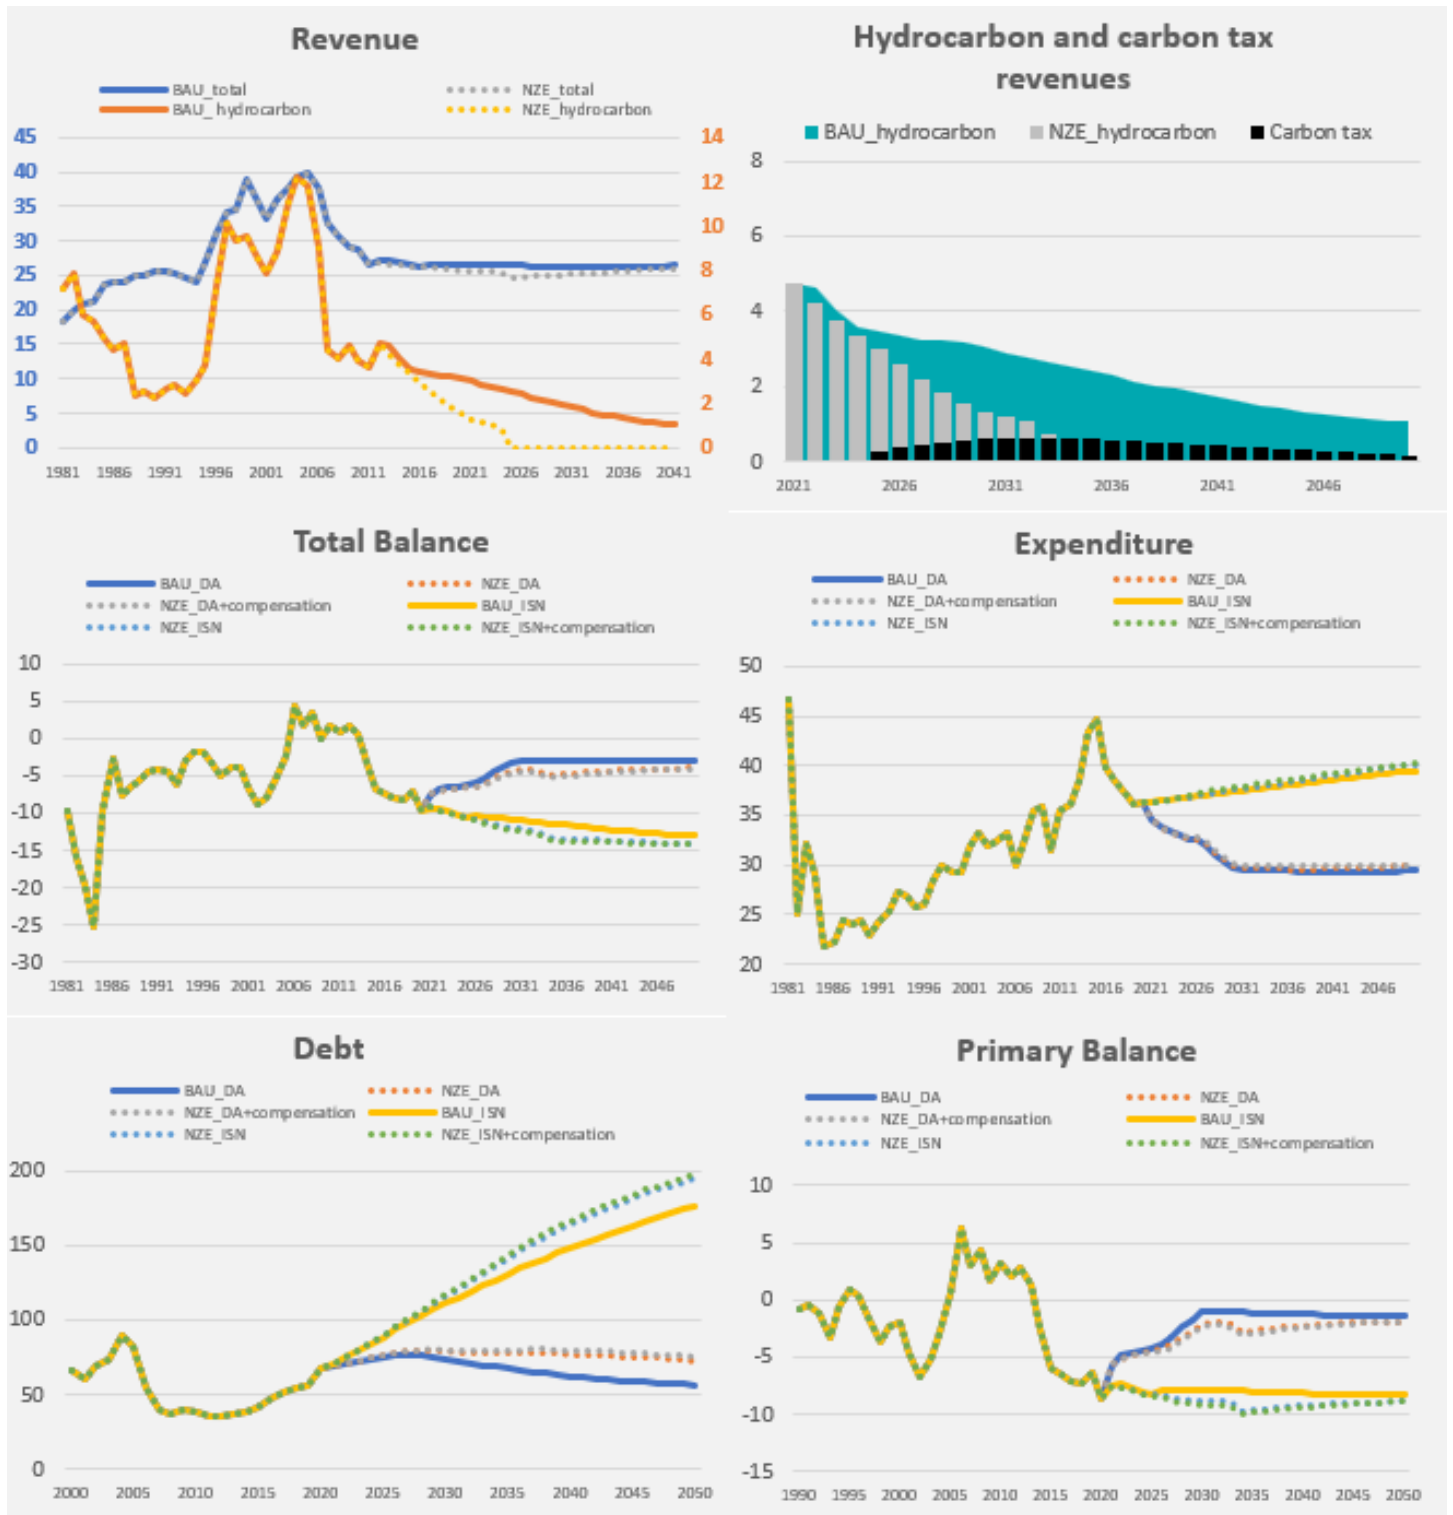 Revenue
BAU_total NZE_total
BAU_ hydrocarbon NZE_hydrocarbon
45 14
40 12
35
30 10
25 8
20 6
15
10 4
5 2
0 0
1981 1986 1991 1996 2001 2006 2011 2016 2021 2026 2031 2036 2041
Hydrocarbon and carbon tax
revenues
BAU_hydrocarbon NZE_hydrocarbon Carbon tax
8
6
4
2
0
2021 2026 2031 2036 2041 2046
Total Balance
BAU_DA NZE_DA
NZE_DA+compensation BAU_ISN
NZE_ISN NZE_ISN+compensation
10
5
0
-5
-10
-15
-20
-25
-30
1981 1986 1991 1996 2001 2006 2011 2016 2021 2026 2031 2036 2041 2046
Expenditure
BAU_DA NZE_DA
NZE_DA+compensation BAU_ISN
NZE_ISN NZE_ISN+compensation
50
45
40
35
30
25
20
1981 1986 1991 1996 2001 2006 2011 2016 2021 2026 2031 2036 2041 2046
Debt
BAU_DA NZE_DA
NZE_DA+compensation BAU_ISN
NZE_ISN NZE_ISN+compensation
200
150
100
50
0
2000 2005 2010 2015 2020 2025 2030 2035 2040 2045 2050
Primary Balance
BAU_DA NZE_DA
NZE_DA+compensation BAU_ISN
NZE_ISN NZE_ISN+compensation
10
5
0
-5
-10
-15
1990 1995 2000 2005 2010 2015 2020 2025 2030 2035 2040 2045 2050